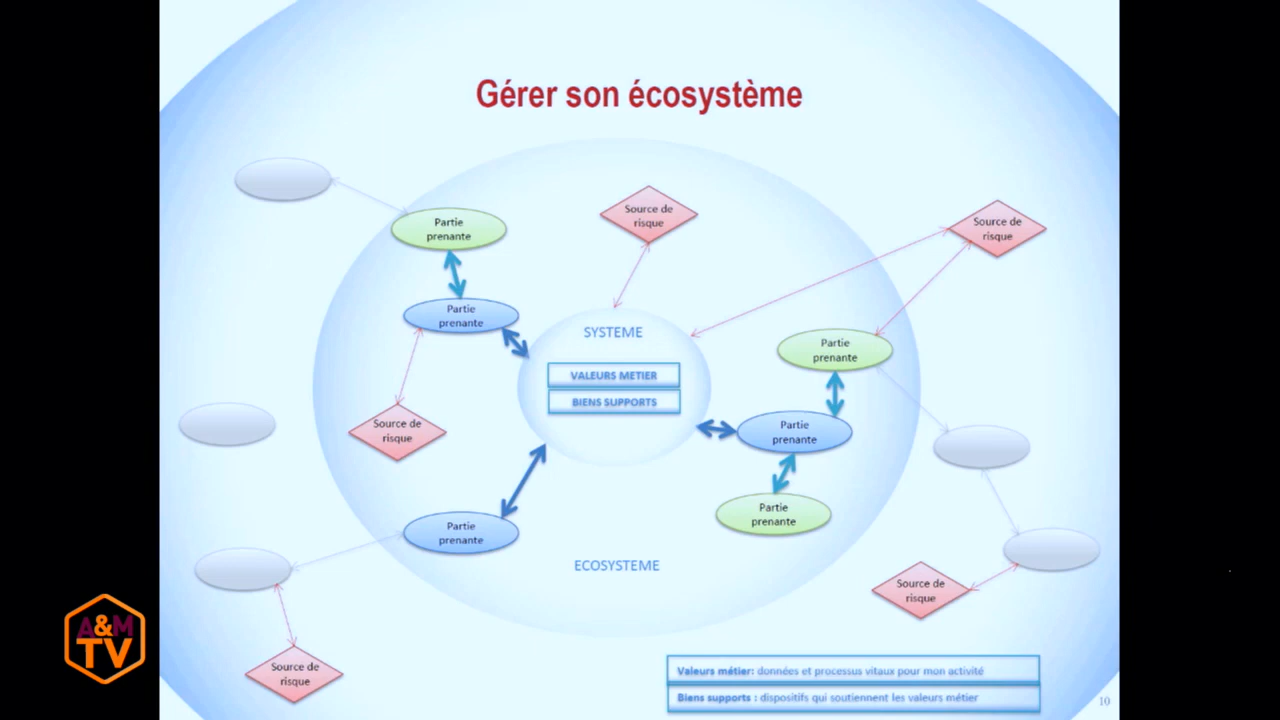 Gérer son écosystème
Partie
prenante
Source de
risque
Source de
risque
Partie
prenante
SYSTEME
Partie
prenante
VALEURS METIER
BIENS SUPPORTS
Source de
risque
Partie
prenante
Partie
prenante
Partie
prenante
ECOSYSTEME
Source de
risque
A&M
TV
Source de
risque
Valeurs métier: données et processus vitaux pour mon activité
Biens supports : dispositifs qui soutiennent les valeurs métier
10